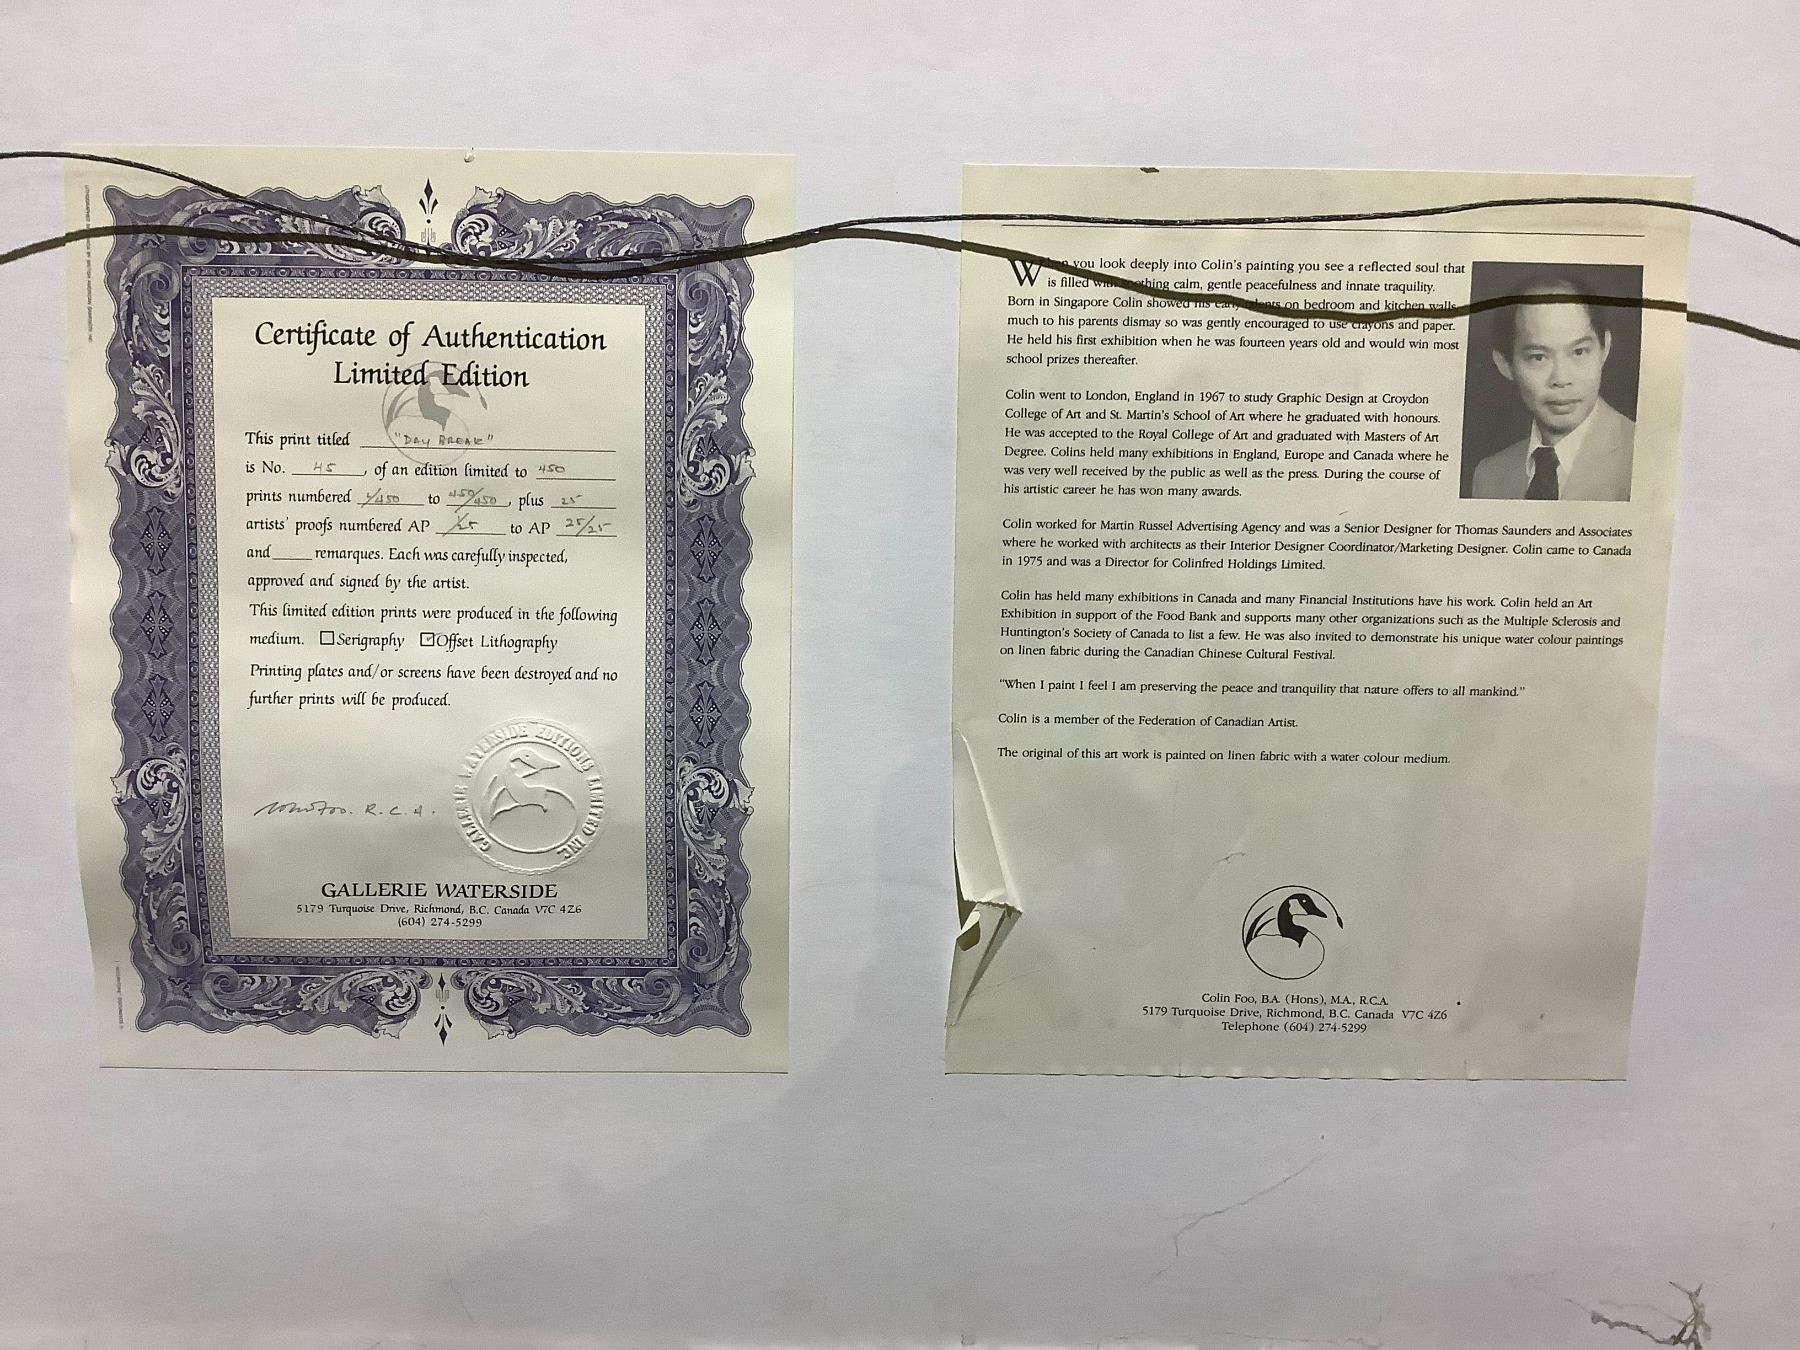 Certificate of Authentication
Limited Edition
This print titled "DAY BREAK"
is No. 45, of an edition limited to 450
prints numbered 1/450 to 450/450, plus 25
artists' proofs numbered AP 1/25 to AP 25/25
and ____ remarques. Each was carefully inspected,
approved and signed by the artist.
This limited edition prints were produced in the following
medium. ☐ Serigraphy ☑ Offset Lithography
Printing plates and/or screens have been destroyed and no
further prints will be produced.
GALLERIE WATERSIDE EDITIONS LIMITED INC.
R.C.A.
GALLERIE WATERSIDE
5179 Turquoise Drive, Richmond, B.C. Canada V7C 4Z6
(604) 274-5299
When you look deeply into Colin's painting you see a reflected soul that
is filled with soothing calm, gentle peacefulness and innate traquility.
Born in Singapore Colin showed his early talents on bedroom and kitchen walls
much to his parents dismay so was gently encouraged to use crayons and paper.
He held his first exhibition when he was fourteen years old and would win most
school prizes thereafter.
Colin went to London, England in 1967 to study Graphic Design at Croydon
College of Art and St. Martin's School of Art where he graduated with honours.
He was accepted to the Royal College of Art and graduated with Masters of Art
Degree. Colins held many exhibitions in England, Europe and Canada where he
was very well received by the public as well as the press. During the course of
his artistic career he has won many awards.
Colin worked for Martin Russel Advertising Agency and was a Senior Designer for Thomas Saunders and Associates
where he worked with architects as their Interior Designer Coordinator/Marketing Designer. Colin came to Canada
in 1975 and was a Director for Colinfred Holdings Limited.
Colin has held many exhibitions in Canada and many Financial Institutions have his work. Colin held an Art
Exhibition in support of the Food Bank and supports many other organizations such as the Multiple Sclerosis and
Huntington's Society of Canada to list a few. He was also invited to demonstrate his unique water colour paintings
on linen fabric during the Canadian Chinese Cultural Festival.
"When I paint I feel I am preserving the peace and tranquility that nature offers to all mankind."
Colin is a member of the Federation of Canadian Artist.
The original of this art work is painted on linen fabric with a water colour medium.
Colin Foo, B.A. (Hons), M.A., R.C.A.
5179 Turquoise Drive, Richmond, B.C. Canada V7C 4Z6
Telephone (604) 274-5299